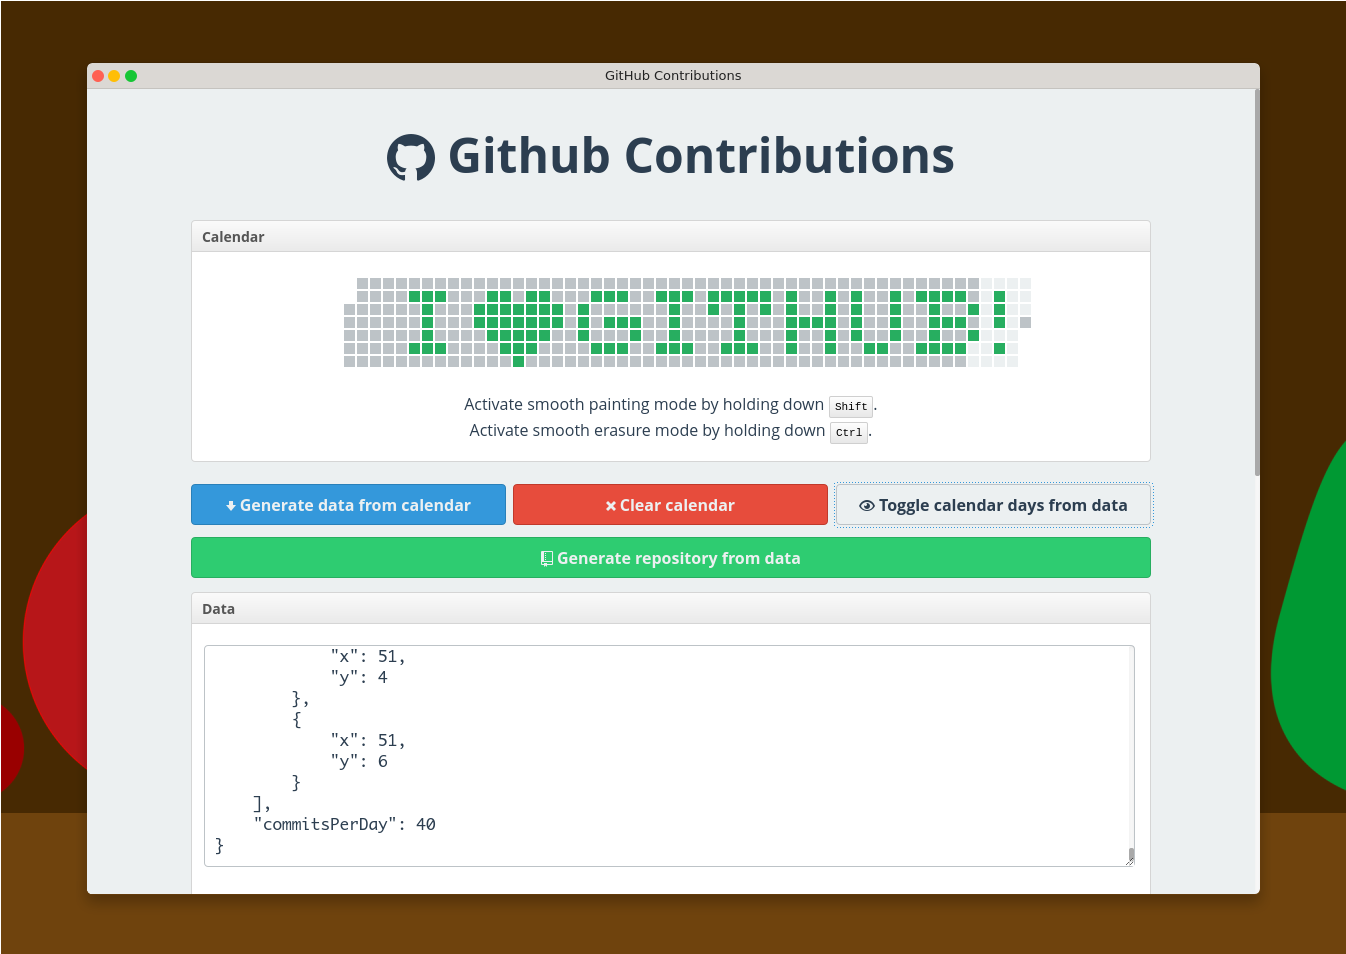 GitHub Contributions
Github Contributions
Calendar
I GITHUB!
Activate smooth painting mode by holding down Shift.
Activate smooth erasure mode by holding down Ctrl.
Generate data from calendar
Clear calendar
Toggle calendar days from data
Generate repository from data
Data
"x": 51,
"y": 4
},
{
"x": 51,
"y": 6
}
],
"commitsPerDay": 40
}